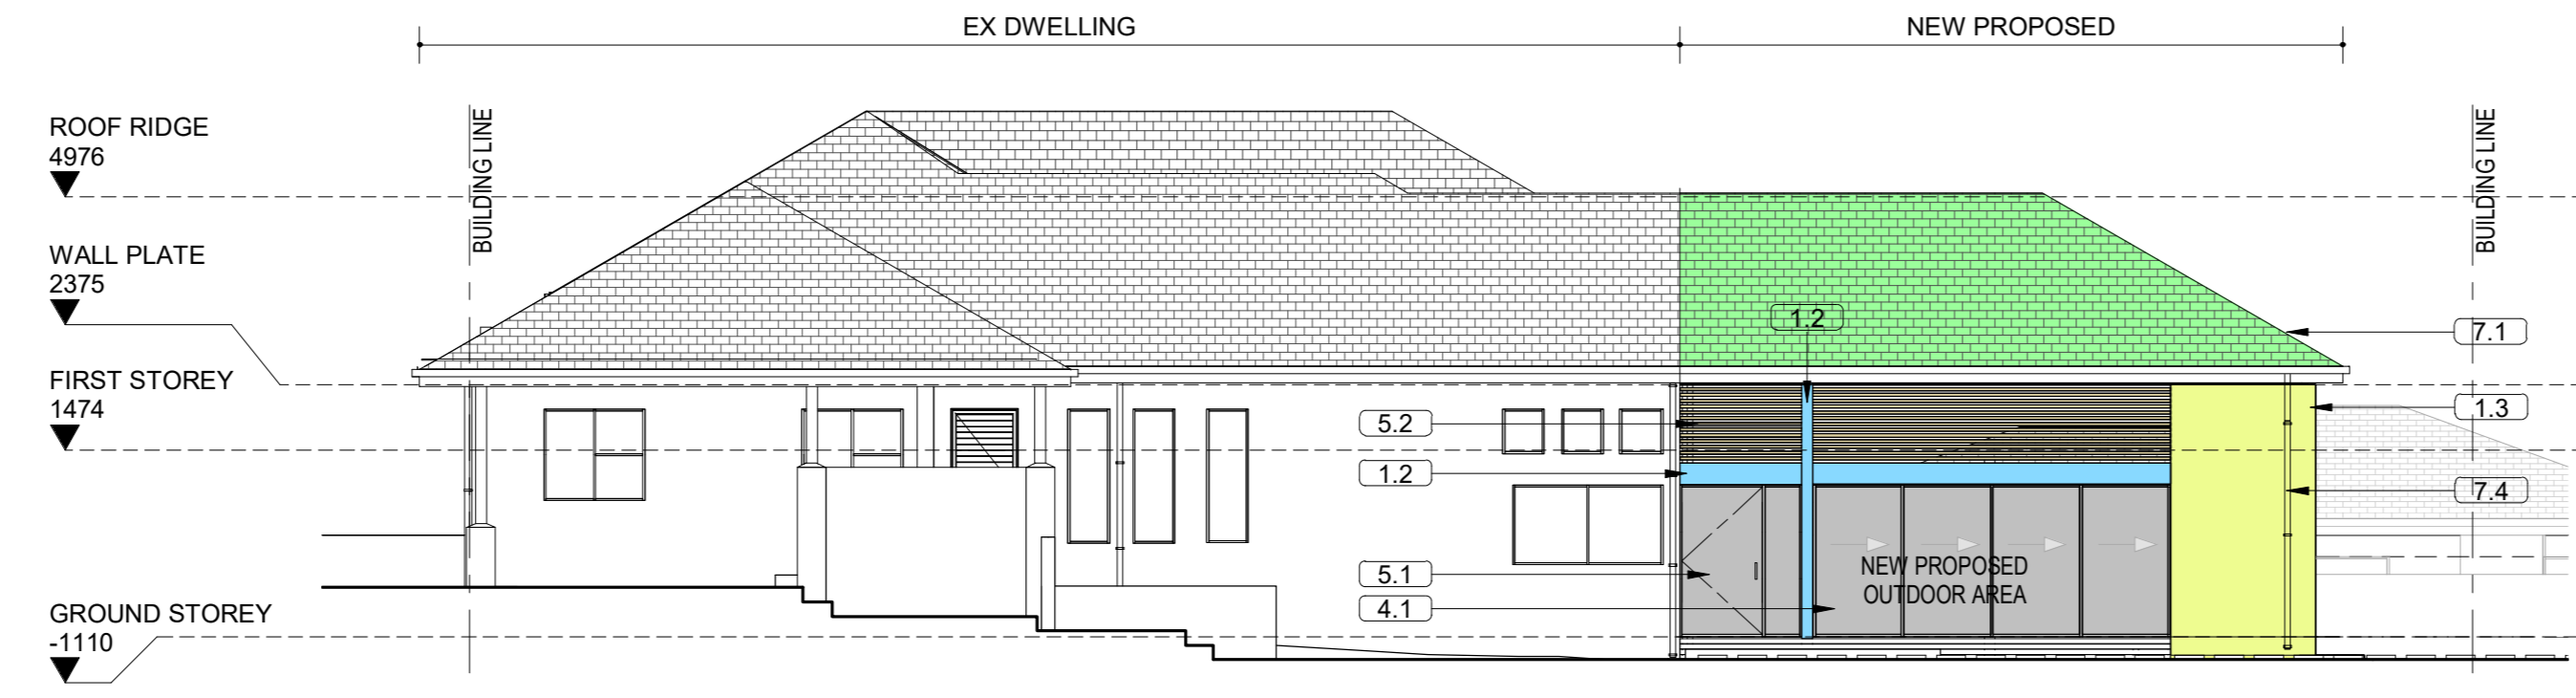 EX DWELLING
NEW PROPOSED
ROOF RIDGE
4976
BUILDING LINE
BUILDING LINE
WALL PLATE
2375
1.2
7.1
FIRST STOREY
1474
5.2
1.3
1.2
7.4
5.1
NEW PROPOSED
OUTDOOR AREA
4.1
GROUND STOREY
-1110